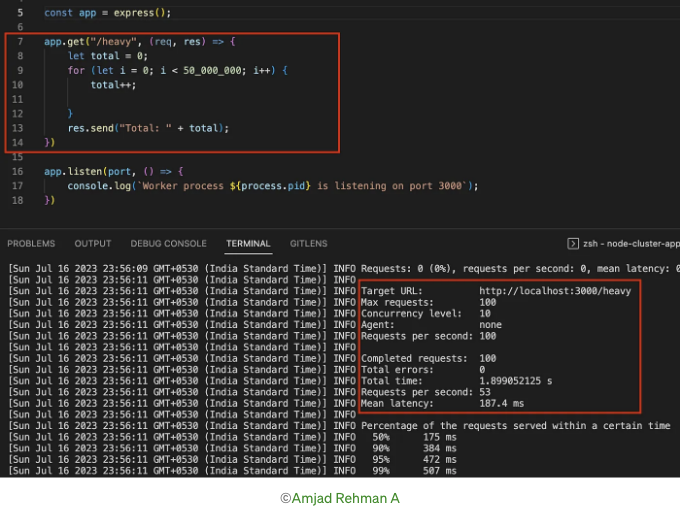 5 const app = express();
6
7 app.get("/heavy", (req, res) => {
8 let total = 0;
9 for (let i = 0; i < 50_000_000; i++) {
10 total++;
11
12 }
13 res.send("Total: " + total);
14 })
15
16 app.listen(port, () => {
17 console.log(`Worker process ${process.pid} is listening on port 3000`);
18 })
PROBLEMS OUTPUT DEBUG CONSOLE TERMINAL GITLENS zsh - node-cluster-app
[Sun Jul 16 2023 23:56:09 GMT+0530 (India Standard Time)] INFO Requests: 0 (0%), requests per second: 0, mean latency: 0
[Sun Jul 16 2023 23:56:11 GMT+0530 (India Standard Time)] INFO
[Sun Jul 16 2023 23:56:11 GMT+0530 (India Standard Time)] INFO Target URL: http://localhost:3000/heavy
[Sun Jul 16 2023 23:56:11 GMT+0530 (India Standard Time)] INFO Max requests: 100
[Sun Jul 16 2023 23:56:11 GMT+0530 (India Standard Time)] INFO Concurrency level: 10
[Sun Jul 16 2023 23:56:11 GMT+0530 (India Standard Time)] INFO Agent: none
[Sun Jul 16 2023 23:56:11 GMT+0530 (India Standard Time)] INFO Requests per second: 100
[Sun Jul 16 2023 23:56:11 GMT+0530 (India Standard Time)] INFO
[Sun Jul 16 2023 23:56:11 GMT+0530 (India Standard Time)] INFO Completed requests: 100
[Sun Jul 16 2023 23:56:11 GMT+0530 (India Standard Time)] INFO Total errors: 0
[Sun Jul 16 2023 23:56:11 GMT+0530 (India Standard Time)] INFO Total time: 1.899052125 s
[Sun Jul 16 2023 23:56:11 GMT+0530 (India Standard Time)] INFO Requests per second: 53
[Sun Jul 16 2023 23:56:11 GMT+0530 (India Standard Time)] INFO Mean latency: 187.4 ms
[Sun Jul 16 2023 23:56:11 GMT+0530 (India Standard Time)] INFO
[Sun Jul 16 2023 23:56:11 GMT+0530 (India Standard Time)] INFO Percentage of the requests served within a certain time
[Sun Jul 16 2023 23:56:11 GMT+0530 (India Standard Time)] INFO 50% 175 ms
[Sun Jul 16 2023 23:56:11 GMT+0530 (India Standard Time)] INFO 90% 384 ms
[Sun Jul 16 2023 23:56:11 GMT+0530 (India Standard Time)] INFO 95% 472 ms
[Sun Jul 16 2023 23:56:11 GMT+0530 (India Standard Time)] INFO 99% 507 ms
©Amjad Rehman A